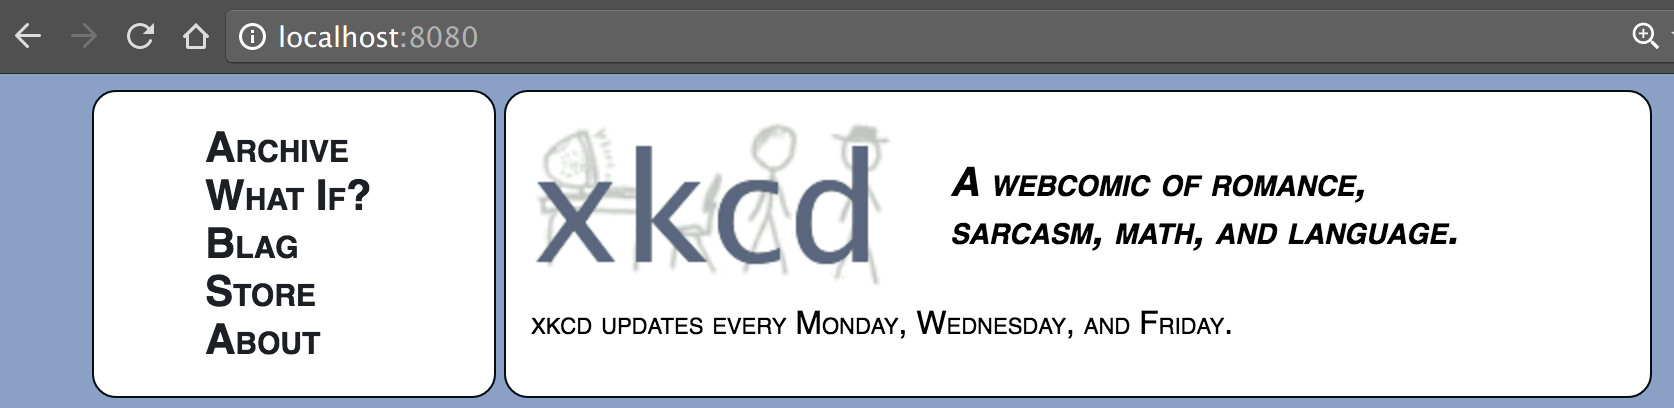 localhost:8080
Archive
What If?
Blag
Store
About
xkcd
A webcomic of romance,
sarcasm, math, and language.
xkcd updates every Monday, Wednesday, and Friday.